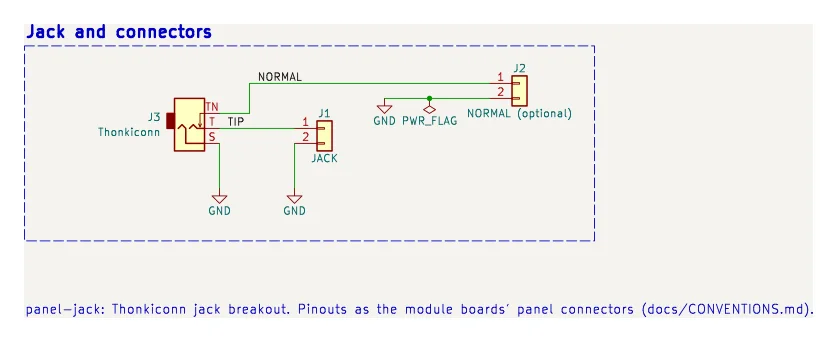 Jack and connectors
J2
NORMAL
1
2
TN
J3
Thonkiconn
T
TIP
S
J1
1
2
GND
PWR_FLAG
NORMAL (optional)
JACK
GND
GND
panel-jack: Thonkiconn jack breakout. Pinouts as the module boards' panel connectors (docs/CONVENTIONS.md).